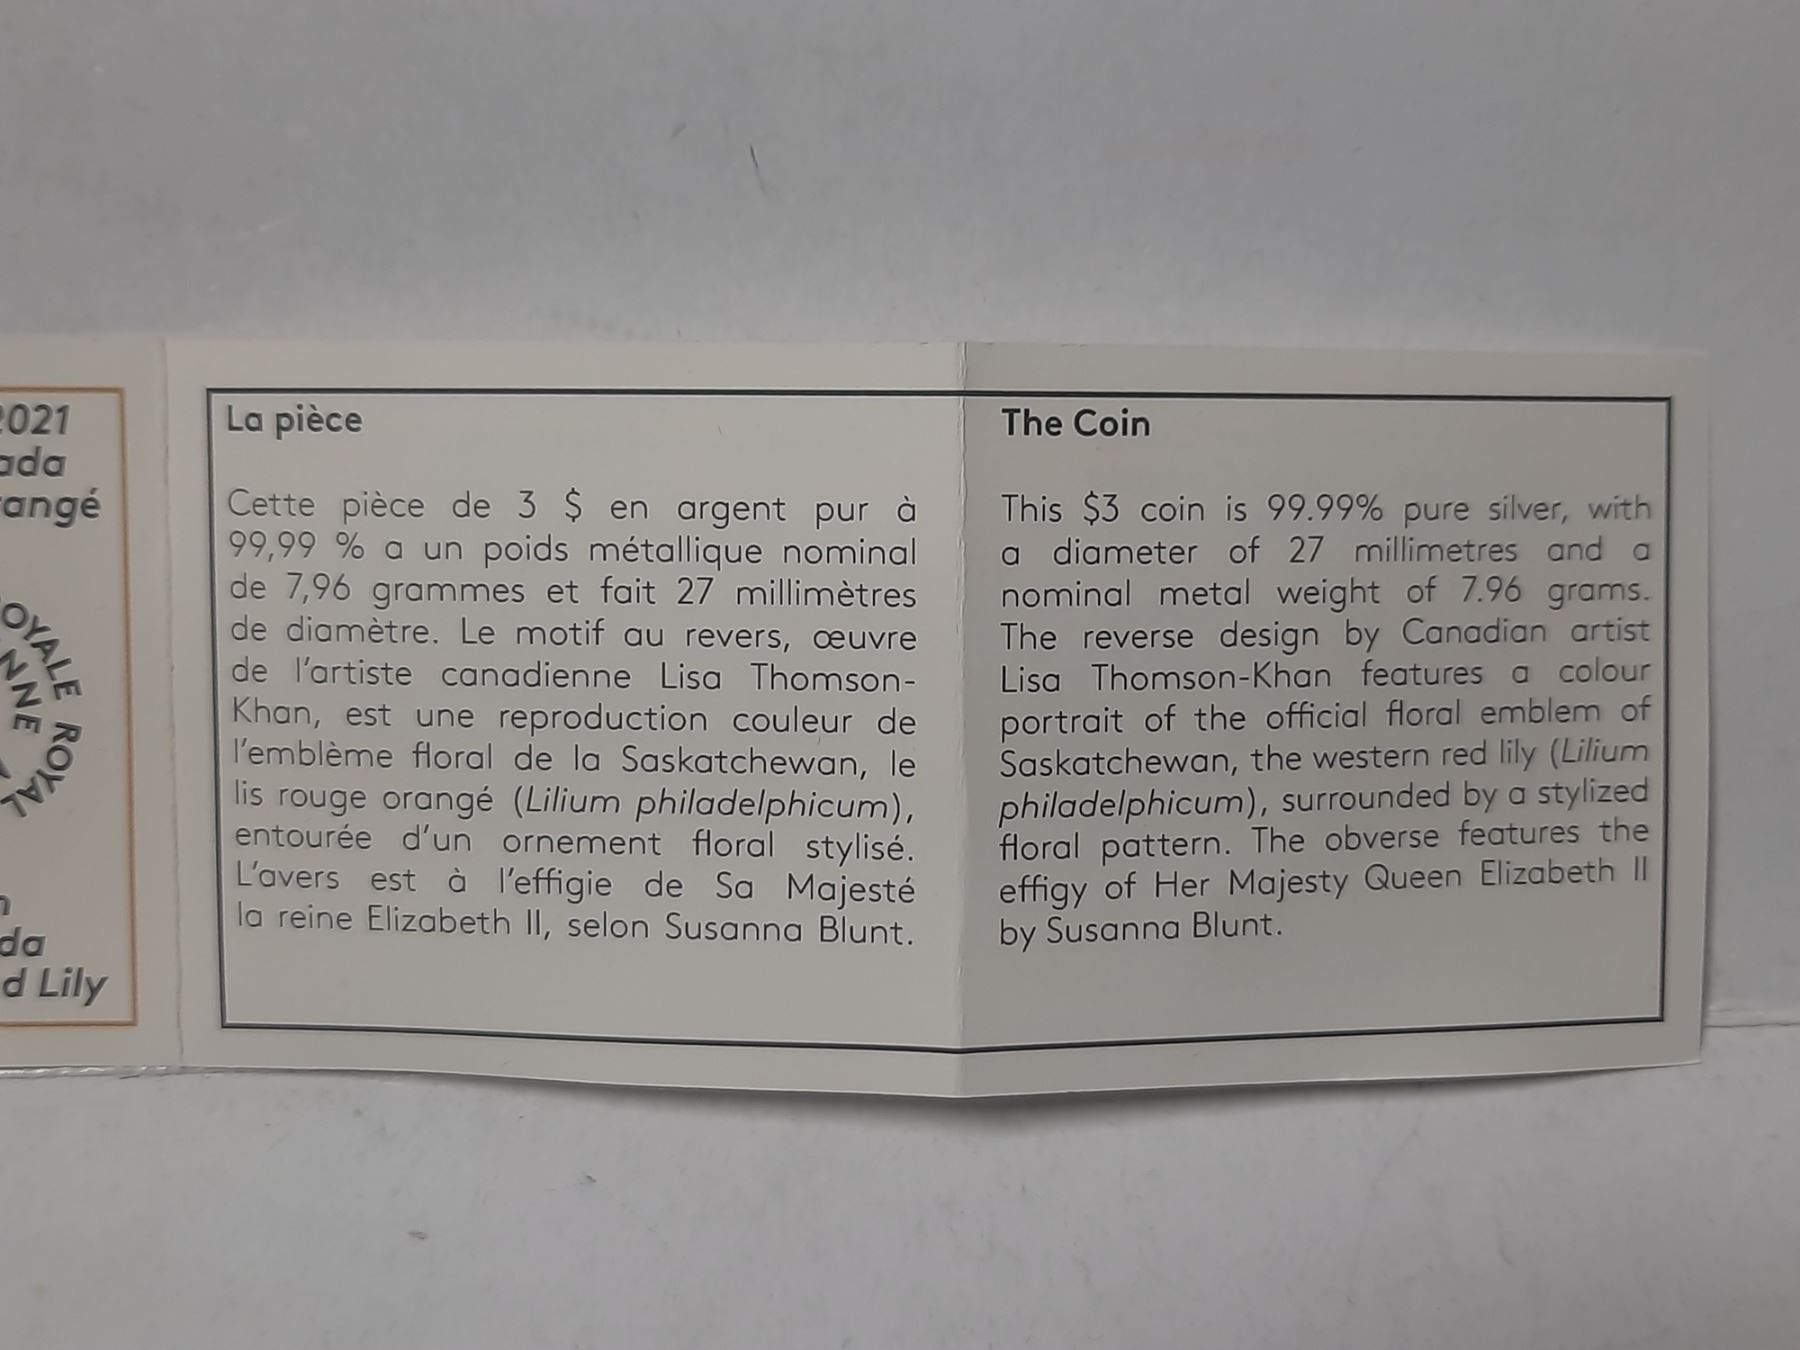 2021
rangé
OYALE ROYAL
NNE
d Lily
La pièce
Cette pièce de 3 $ en argent pur à
99,99 % a un poids métallique nominal
de 7,96 grammes et fait 27 millimètres
de diamètre. Le motif au revers, œuvre
de l'artiste canadienne Lisa Thomson-
Khan, est une reproduction couleur de
l'emblème floral de la Saskatchewan, le
lis rouge orangé (Lilium philadelphicum),
entourée d'un ornement floral stylisé.
L'avers est à l'effigie de Sa Majesté
la reine Elizabeth II, selon Susanna Blunt.
The Coin
This $3 coin is 99.99% pure silver, with
a diameter of 27 millimetres and a
nominal metal weight of 7.96 grams.
The reverse design by Canadian artist
Lisa Thomson-Khan features a colour
portrait of the official floral emblem of
Saskatchewan, the western red lily (Lilium
philadelphicum), surrounded by a stylized
floral pattern. The obverse features the
effigy of Her Majesty Queen Elizabeth II
by Susanna Blunt.